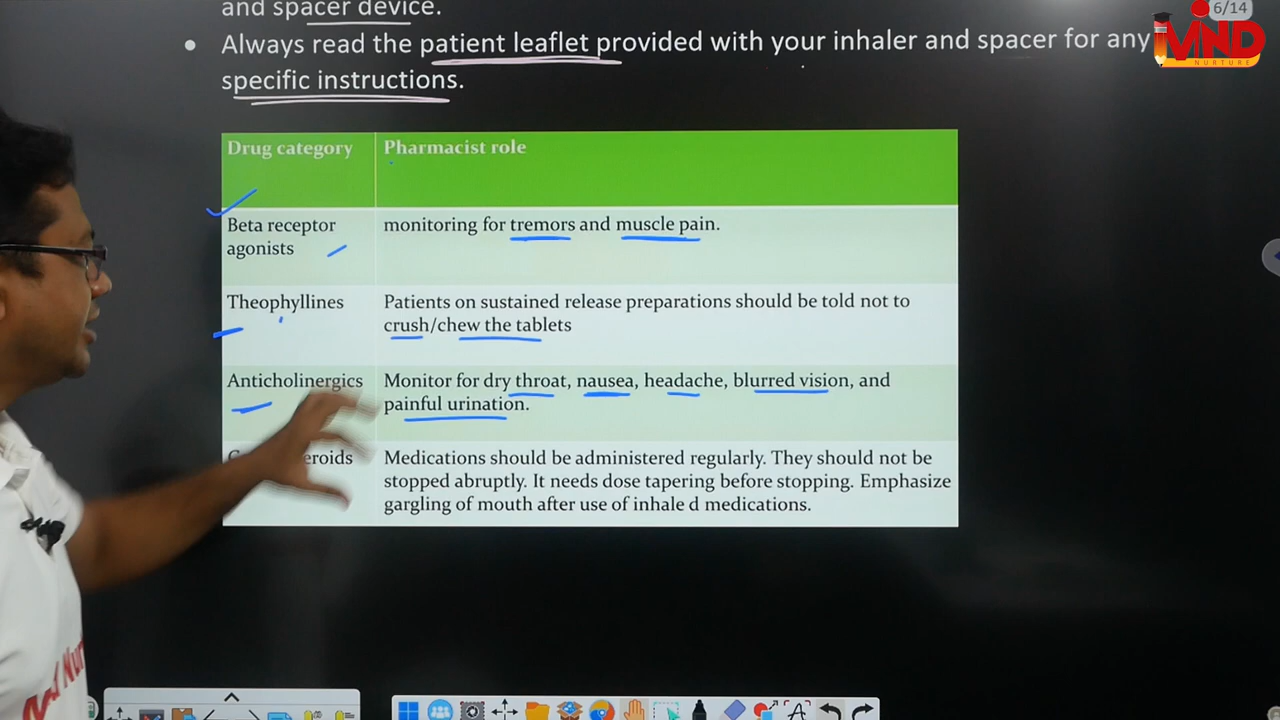 and spacer device.
6/14
• Always read the patient leaflet provided with your inhaler and spacer for any
specific instructions.
MIND
NURTURE
Drug category
Pharmacist role
Beta receptor
agonists
monitoring for tremors and muscle pain.
Theophyllines
Patients on sustained release preparations should be told not to
crush/chew the tablets
Anticholinergics
Monitor for dry throat, nausea, headache, blurred vision, and
painful urination.
Medications should be administered regularly. They should not be
stopped abruptly. It needs dose tapering before stopping. Emphasize
gargling of mouth after use of inhale d medications.